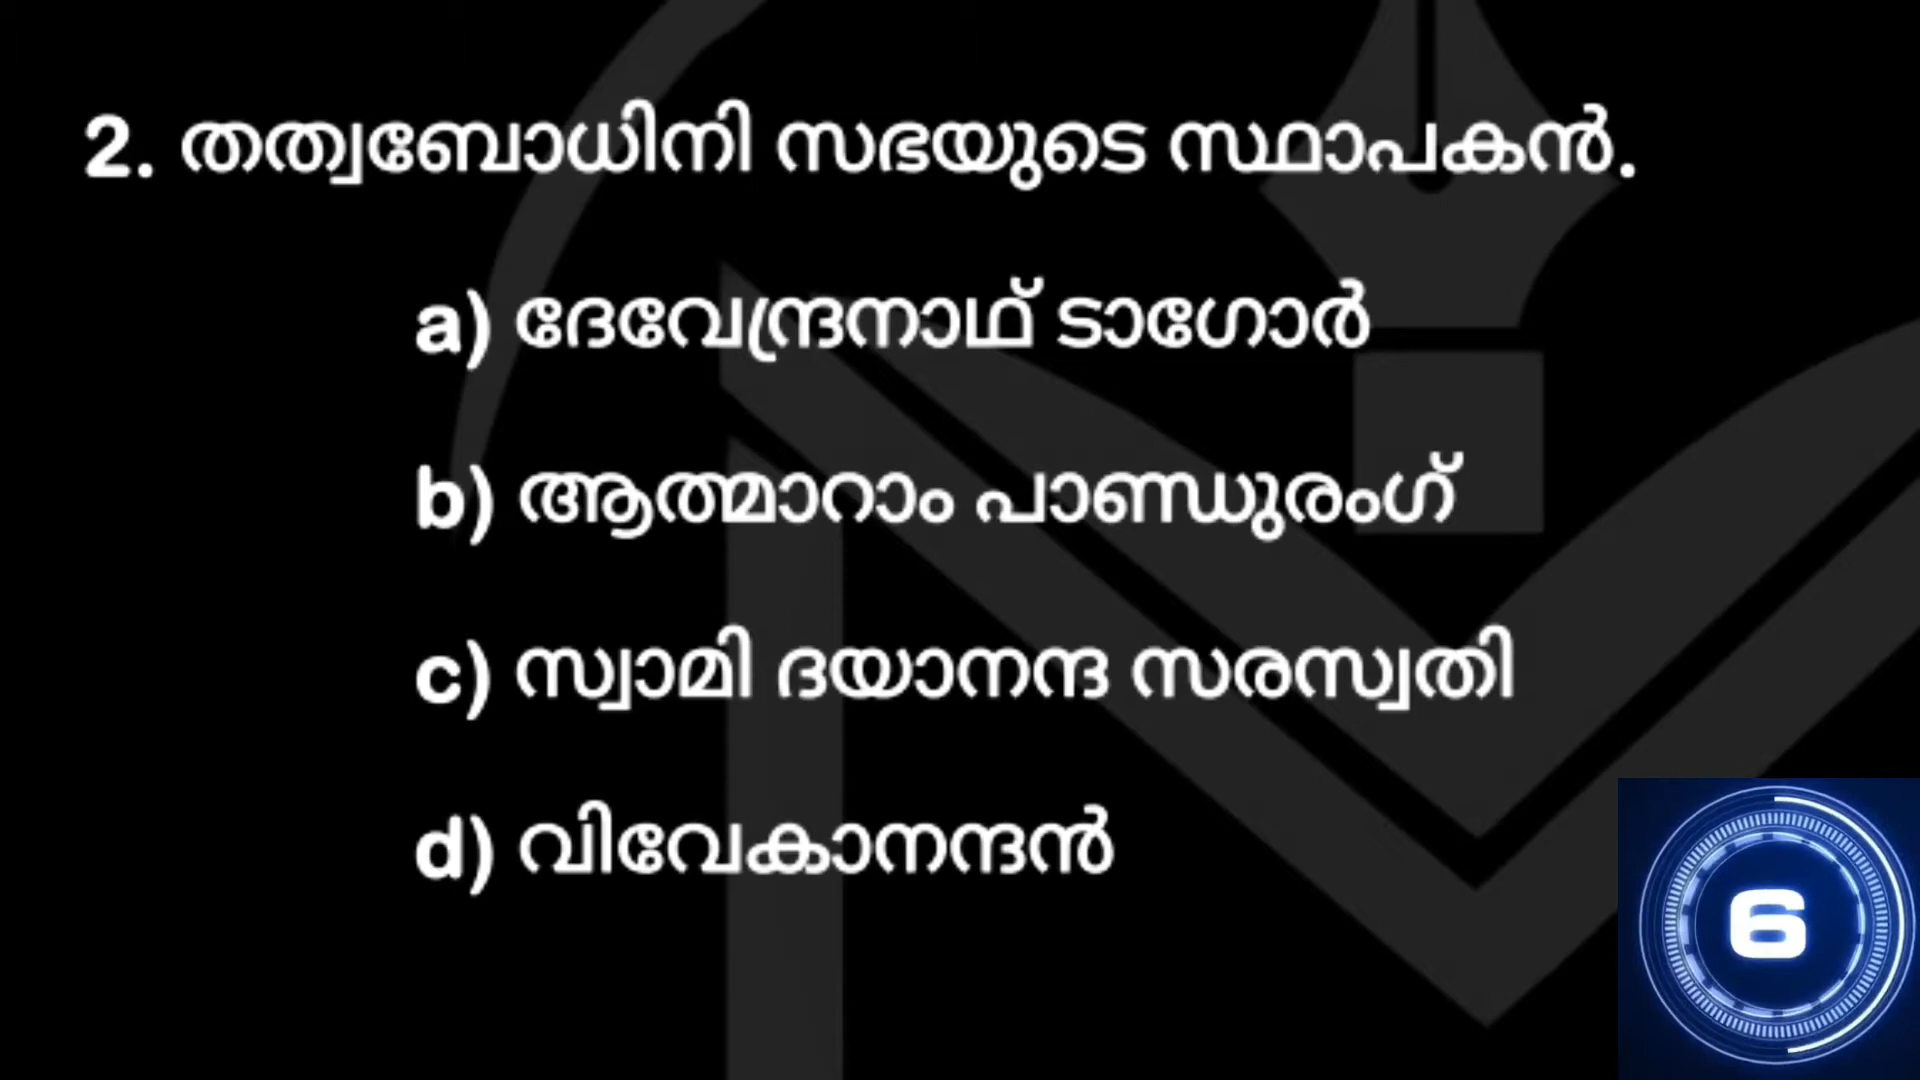 2. തത്വബോധിനി സഭയുടെ സ്ഥാപകൻ.
a) ദേവേന്ദ്രനാഥ് ടാഗോർ
b) ആത്മാറാം പാണ്ഡുരംഗ്
c) സ്വാമി ദയാനന്ദ സരസ്വതി
d) വിവേകാനന്ദൻ
6